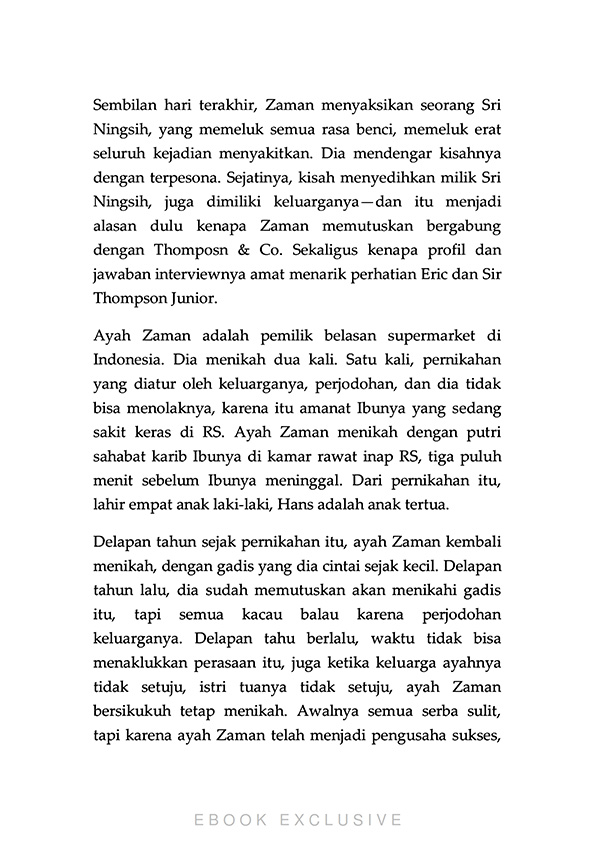 Sembilan hari terakhir, Zaman menyaksikan seorang Sri
Ningsih, yang memeluk semua rasa benci, memeluk erat
seluruh kejadian menyakitkan. Dia mendengar kisahnya
dengan terpesona. Sejatinya, kisah menyedihkan milik Sri
Ningsih, juga dimiliki keluarganya—dan itu menjadi
alasan dulu kenapa Zaman memutuskan bergabung
dengan Thomposn & Co. Sekaligus kenapa profil dan
jawaban interviewnya amat menarik perhatian Eric dan Sir
Thompson Junior.
Ayah Zaman adalah pemilik belasan supermarket di
Indonesia. Dia menikah dua kali. Satu kali, pernikahan
yang diatur oleh keluarganya, perjodohan, dan dia tidak
bisa menolaknya, karena itu amanat Ibunya yang sedang
sakit keras di RS. Ayah Zaman menikah dengan putri
sahabat karib Ibunya di kamar rawat inap RS, tiga puluh
menit sebelum Ibunya meninggal. Dari pernikahan itu,
lahir empat anak laki-laki, Hans adalah anak tertua.
Delapan tahun sejak pernikahan itu, ayah Zaman kembali
menikah, dengan gadis yang dia cintai sejak kecil. Delapan
tahun lalu, dia sudah memutuskan akan menikahi gadis
itu, tapi semua kacau balau karena perjodohan
keluarganya. Delapan tahu berlalu, waktu tidak bisa
menaklukkan perasaan itu, juga ketika keluarga ayahnya
tidak setuju, istri tuanya tidak setuju, ayah Zaman
bersikukuh tetap menikah. Awalnya semua serba sulit,
tapi karena ayah Zaman telah menjadi pengusaha sukses,
EBOOK EXCLUSIVE